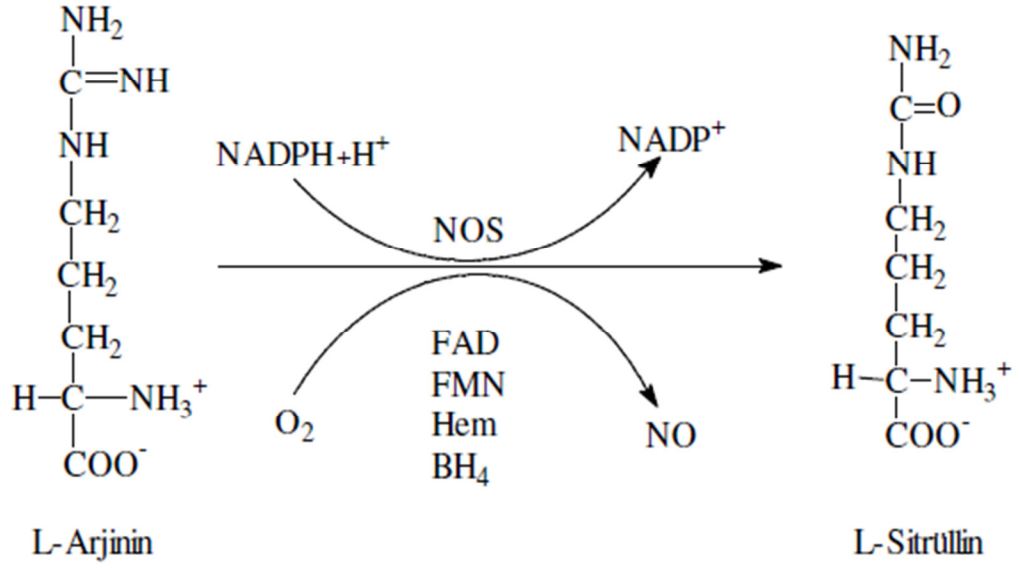 NH₂
C=NH
NH
CH₂
CH₂
CH₂
H-C-NH₃⁺
COO⁻
L-Arjinin
NADPH+H⁺
NADP⁺
NOS
FAD
FMN
Hem
BH₄
O₂
NO
NH₂
C=O
NH
CH₂
CH₂
CH₂
H-C-NH₃⁺
COO⁻
L-Sitrüllin